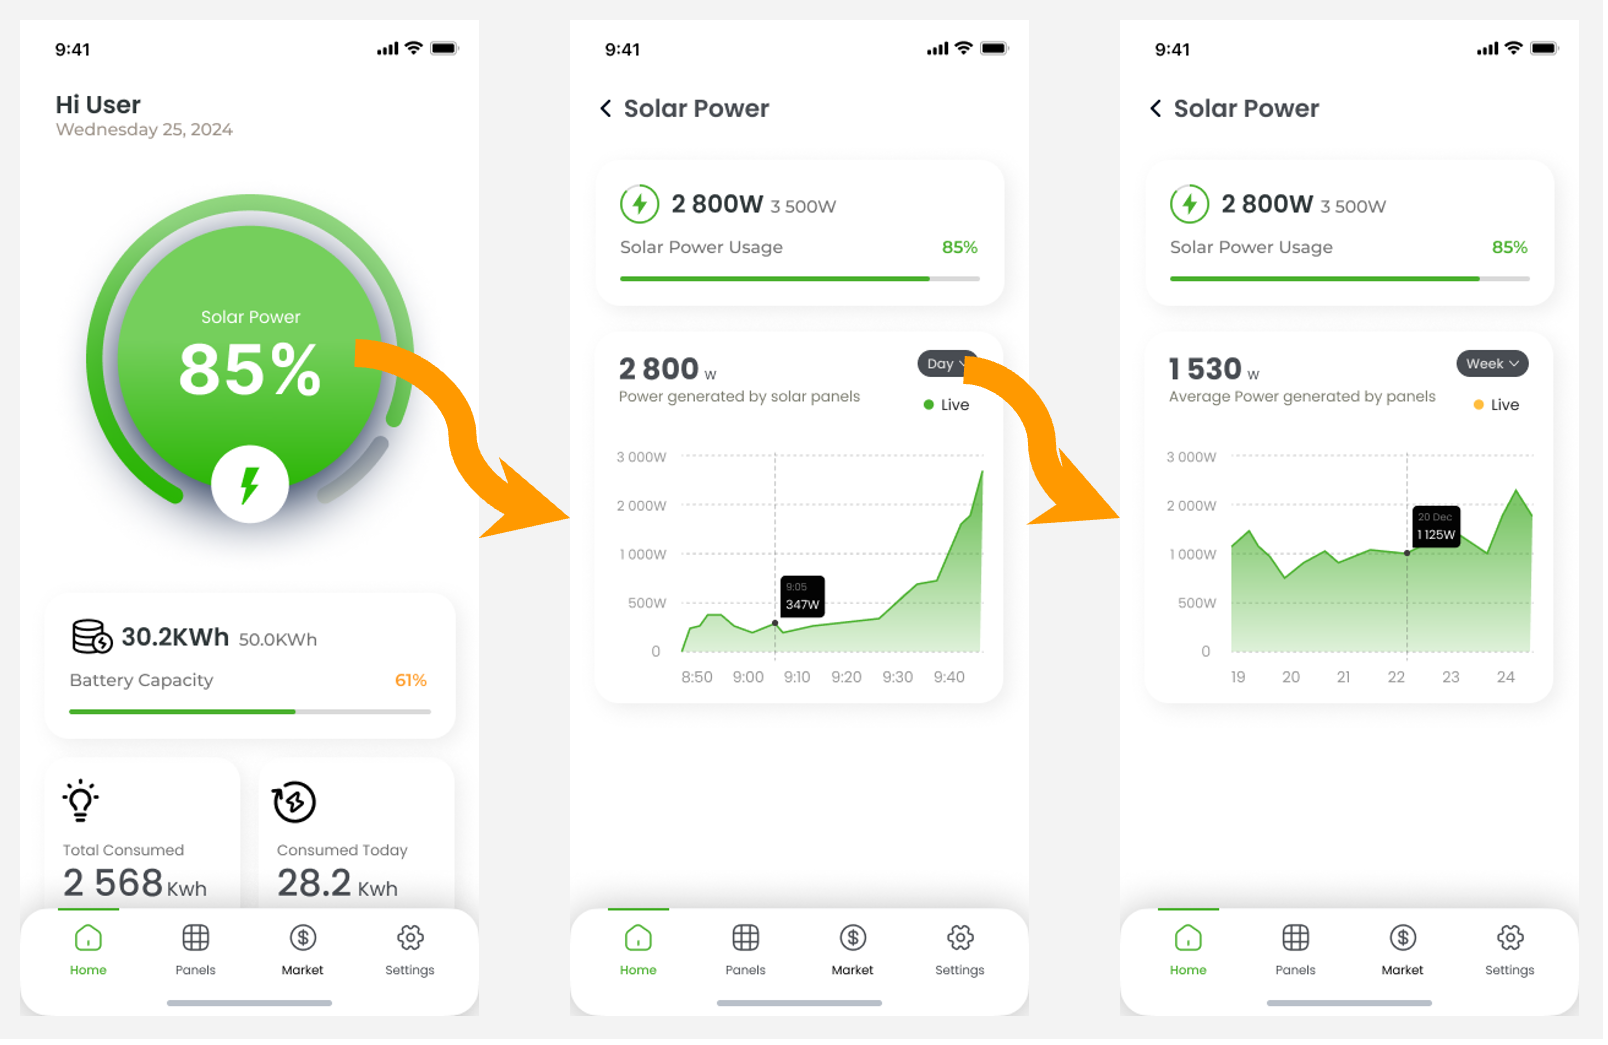 9:41
Hi User
Wednesday 25, 2024
Solar Power
85%
30.2KWh 50.0KWh
Battery Capacity 61%
Total Consumed
2 568 Kwh
Consumed Today
28.2 Kwh
Home Panels Market Settings
9:41
Solar Power
2 800W 3 500W
Solar Power Usage 85%
2 800 w
Day
Power generated by solar panels
Live
3 000W
2 000W
1 000W
500W
0
9:05
347W
8:50 9:00 9:10 9:20 9:30 9:40
Home Panels Market Settings
9:41
Solar Power
2 800W 3 500W
Solar Power Usage 85%
1 530 w
Week
Average Power generated by panels
Live
3 000W
2 000W
1 000W
500W
0
20 Dec
1 125W
19 20 21 22 23 24
Home Panels Market Settings